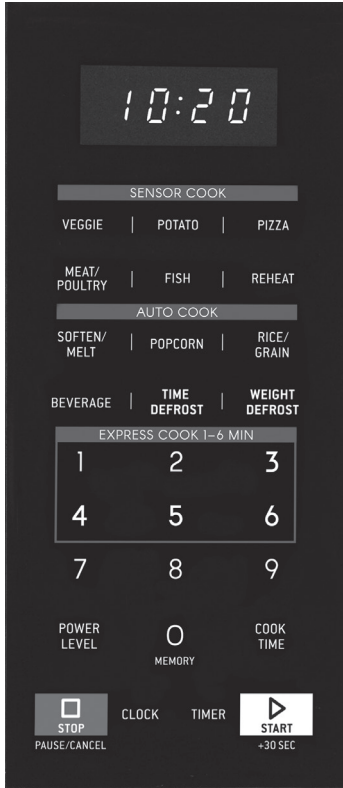 10:20
SENSOR COOK
VEGGIE | POTATO | PIZZA
MEAT/
POULTRY | FISH | REHEAT
AUTO COOK
SOFTEN/
MELT | POPCORN | RICE/
GRAIN
BEVERAGE | TIME
DEFROST | WEIGHT
DEFROST
EXPRESS COOK 1–6 MIN
1 2 3
4 5 6
7 8 9
POWER
LEVEL
0
MEMORY
COOK
TIME
STOP
PAUSE/CANCEL
CLOCK TIMER
START
+30 SEC